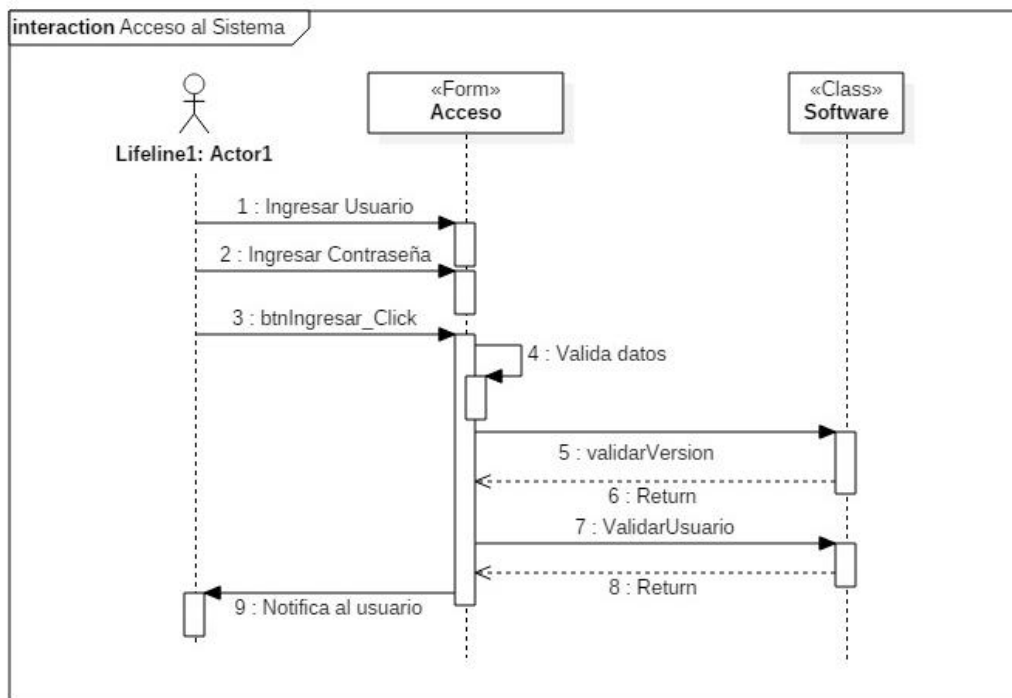 interaction Acceso al Sistema
«Form»
Acceso
«Class»
Software
Lifeline1: Actor1
1 : Ingresar Usuario
2 : Ingresar Contraseña
3 : btnIngresar_Click
4 : Valida datos
5 : validarVersion
6 : Return
7 : ValidarUsuario
8 : Return
9 : Notifica al usuario